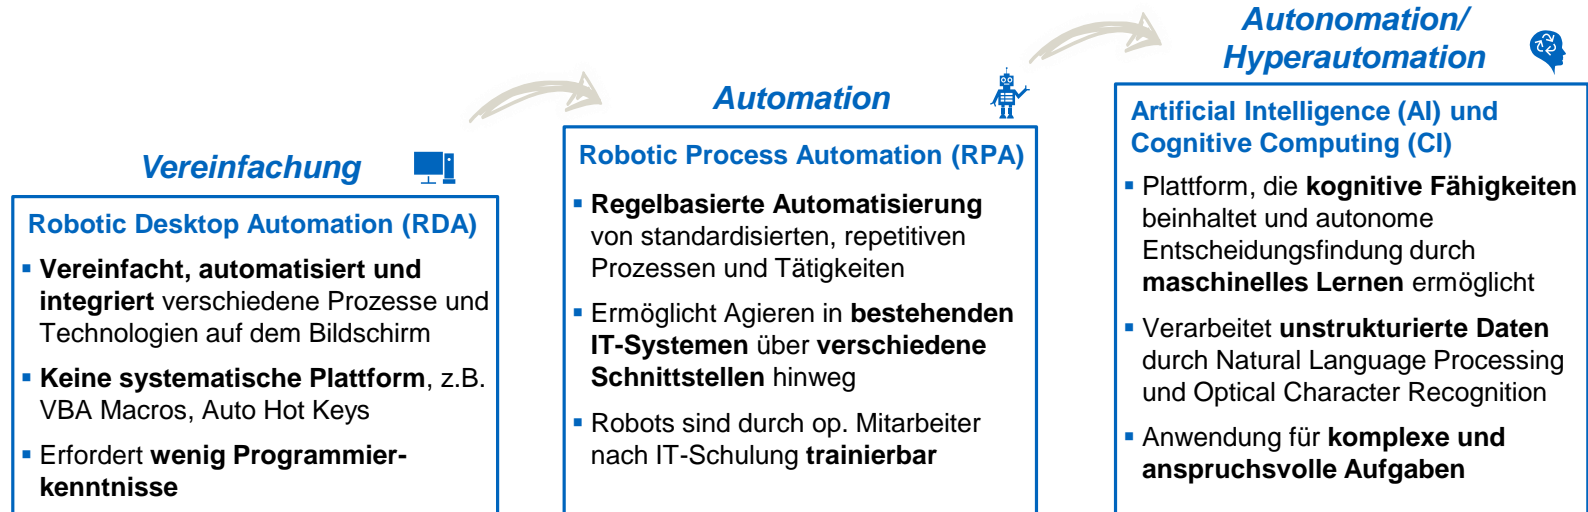 Vereinfachung
Robotic Desktop Automation (RDA)
▪ Vereinfacht, automatisiert und
integriert verschiedene Prozesse und
Technologien auf dem Bildschirm
▪ Keine systematische Plattform, z.B.
VBA Macros, Auto Hot Keys
▪ Erfordert wenig Programmier-
kenntnisse
Automation
Robotic Process Automation (RPA)
▪ Regelbasierte Automatisierung
von standardisierten, repetitiven
Prozessen und Tätigkeiten
▪ Ermöglicht Agieren in bestehenden
IT-Systemen über verschiedene
Schnittstellen hinweg
▪ Robots sind durch op. Mitarbeiter
nach IT-Schulung trainierbar
Autonomation/
Hyperautomation
Artificial Intelligence (AI) und
Cognitive Computing (CI)
▪ Plattform, die kognitive Fähigkeiten
beinhaltet und autonome
Entscheidungsfindung durch
maschinelles Lernen ermöglicht
▪ Verarbeitet unstrukturierte Daten
durch Natural Language Processing
und Optical Character Recognition
▪ Anwendung für komplexe und
anspruchsvolle Aufgaben